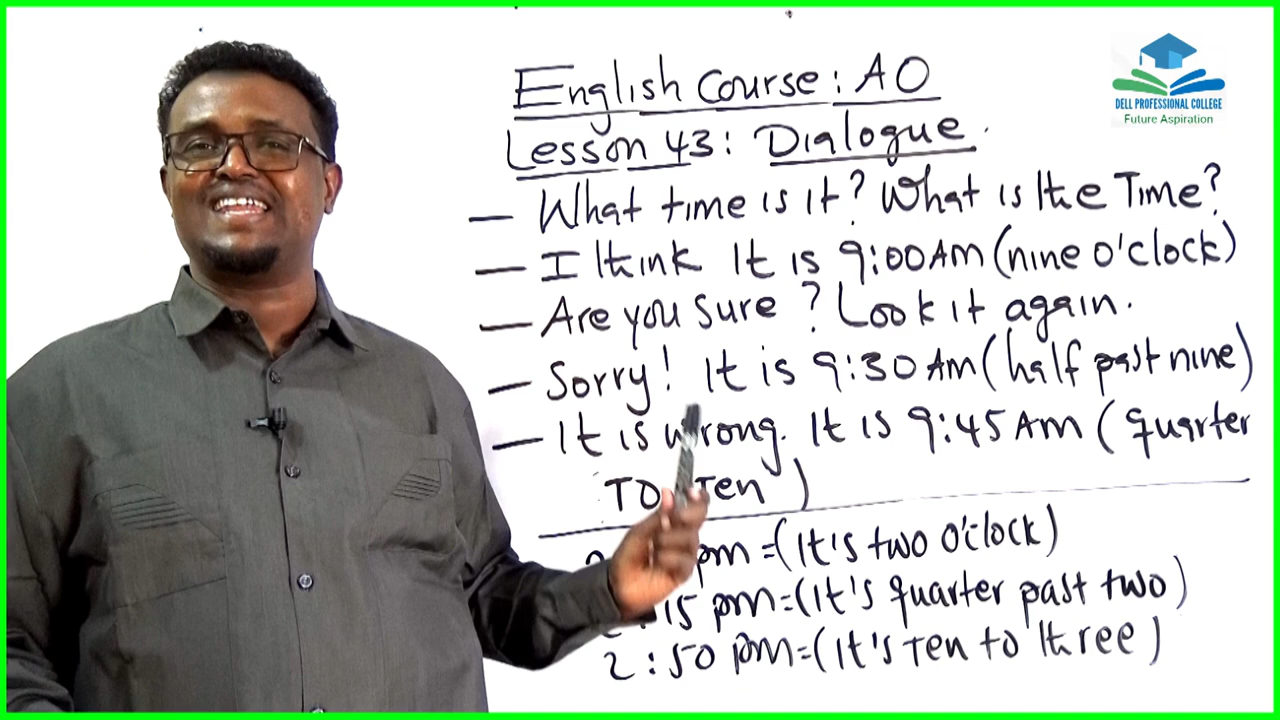 English Course: A0
Lesson 43: Dialogue.
DELL PROFESSIONAL COLLEGE
Future Aspiration
— What time is it? What is the Time?
— I think It is 9:00AM (nine o'clock)
— Are you sure? Look it again.
— Sorry! It is 9:30 AM (half past nine)
— It is wrong. It is 9:45 AM (quarter
TO Ten)
pm = (It's two o'clock)
2:15 pm = (It's quarter past two)
2:50 pm = (It's Ten to three)